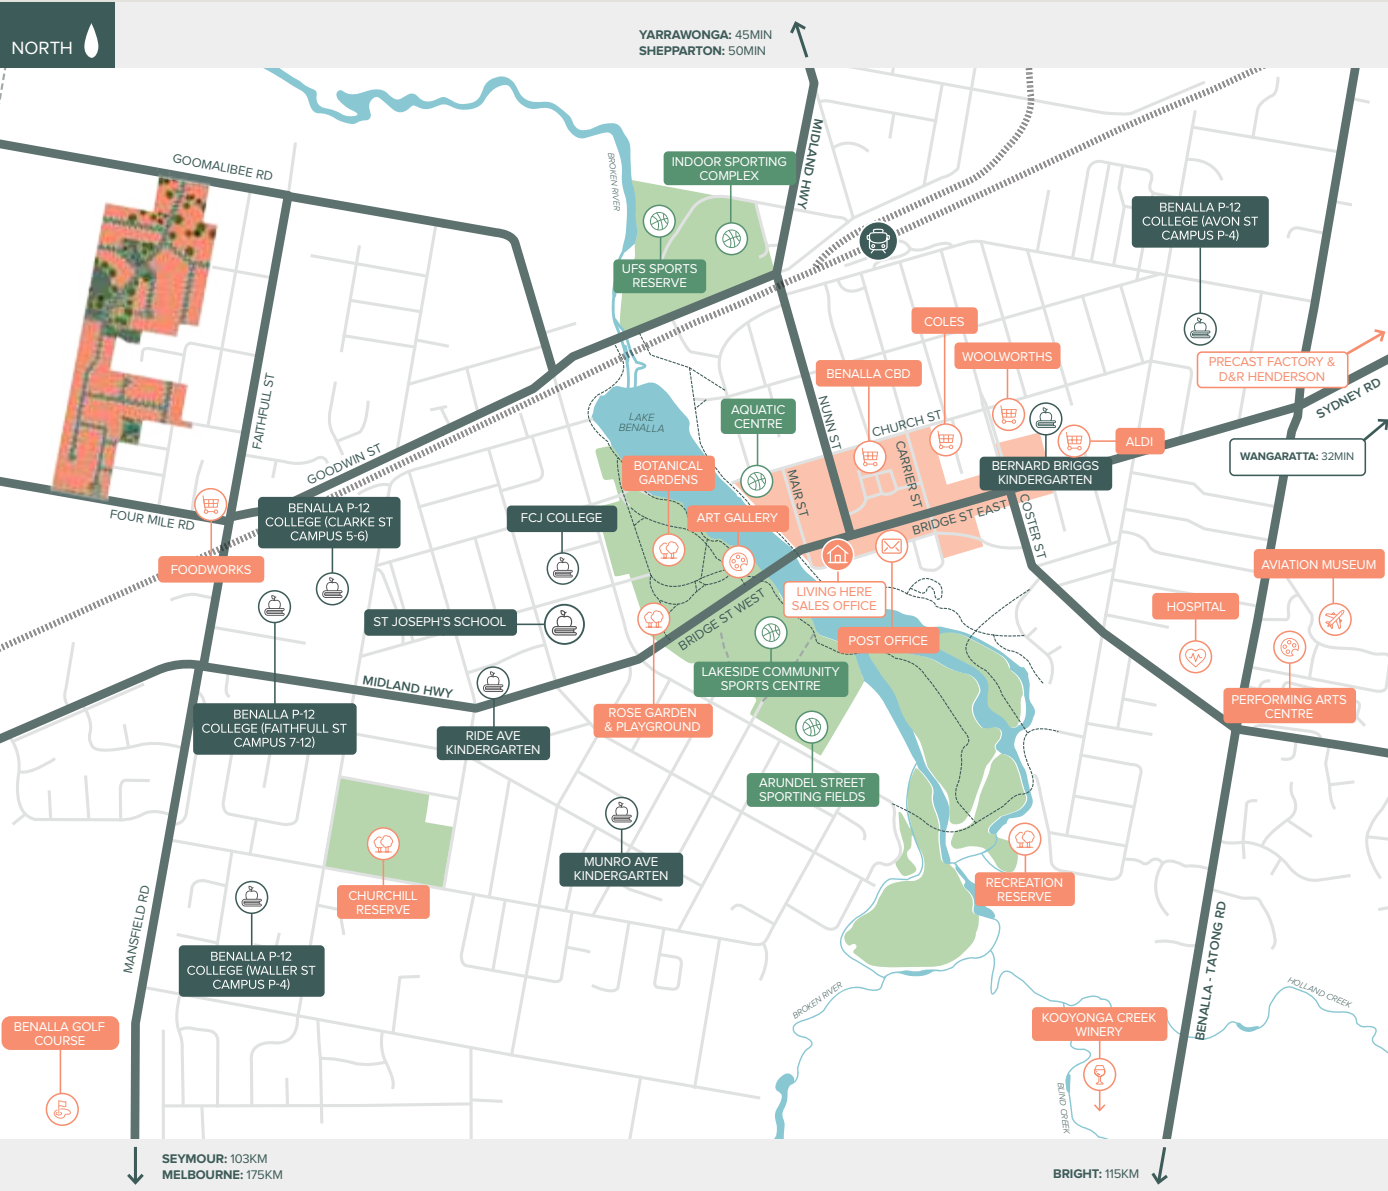 NORTH
YARRAWONGA: 45MIN
SHEPPARTON: 50MIN
MIDLAND HWY
GOOMALIBEE RD
BROKEN RIVER
INDOOR SPORTING
COMPLEX
UFS SPORTS
RESERVE
BENALLA P-12
COLLEGE (AVON ST
CAMPUS P-4)
COLES
WOOLWORTHS
BENALLA CBD
PRECAST FACTORY &
D&R HENDERSON
SYDNEY RD
FAITHFULL ST
LAKE
BENALLA
AQUATIC
CENTRE
NUNN ST
CHURCH ST
CARRIER ST
MAIR ST
ALDI
BERNARD BRIGGS
KINDERGARTEN
WANGARATTA: 32MIN
GOODWIN ST
BOTANICAL
GARDENS
ART GALLERY
FOUR MILE RD
BENALLA P-12
COLLEGE (CLARKE ST
CAMPUS 5-6)
FCJ COLLEGE
BRIDGE ST EAST
COSTER ST
FOODWORKS
AVIATION MUSEUM
LIVING HERE
SALES OFFICE
HOSPITAL
ST JOSEPH'S SCHOOL
BRIDGE ST WEST
POST OFFICE
MIDLAND HWY
LAKESIDE COMMUNITY
SPORTS CENTRE
PERFORMING ARTS
CENTRE
BENALLA P-12
COLLEGE (FAITHFULL ST
CAMPUS 7-12)
RIDE AVE
KINDERGARTEN
ROSE GARDEN
& PLAYGROUND
ARUNDEL STREET
SPORTING FIELDS
MUNRO AVE
KINDERGARTEN
CHURCHILL
RESERVE
RECREATION
RESERVE
MANSFIELD RD
BENALLA P-12
COLLEGE (WALLER ST
CAMPUS P-4)
BENALLA - TATONG RD
BROKEN RIVER
HOLLAND CREEK
BENALLA GOLF
COURSE
KOOYONGA CREEK
WINERY
BLIND CREEK
SEYMOUR: 103KM
MELBOURNE: 175KM
BRIGHT: 115KM